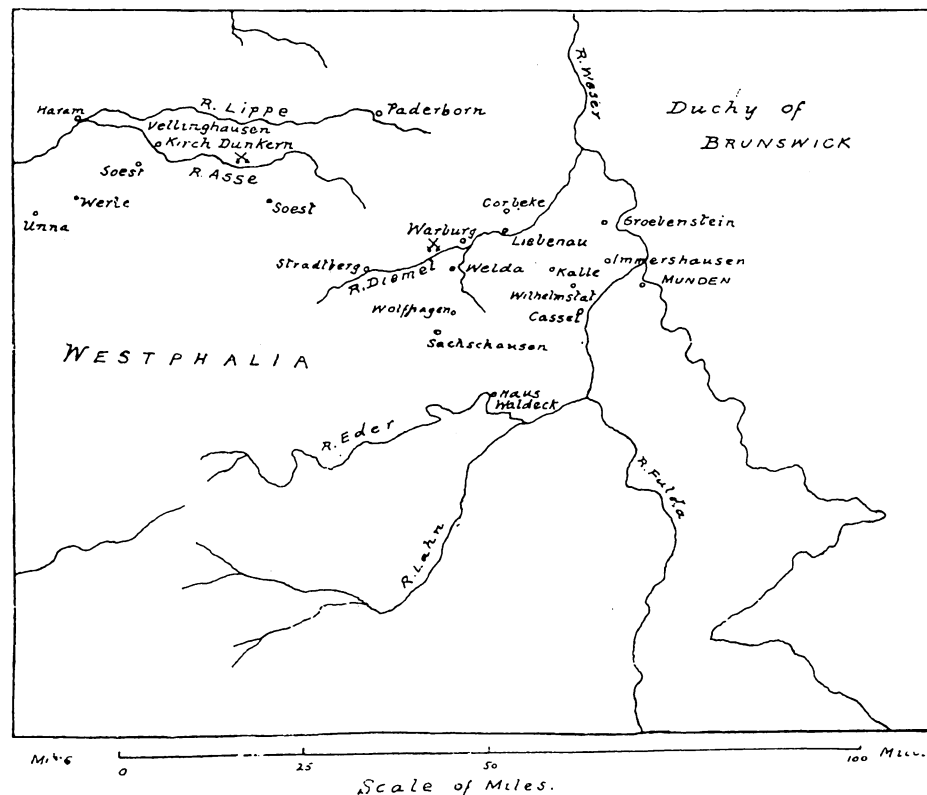 R. Weser
Duchy of
BRUNSWICK
Haram
R. Lippe
Paderborn
Vellinghausen
Kirch Dunkern
Soest
R. Asse
Werle
Soest
Unna
Corbeke
Groebenstein
Warburg
Liebenau
Stradtberg
R. Diemel
Welda
Kalle
Immershausen
MUNDEN
Wilhelmstat
Wolfhagen
Cassel
Sachschausen
WESTPHALIA
Haus
Waldeck
R. Eder
R. Fulda
R. Lahn
0 25 50 100
Scale of Miles.